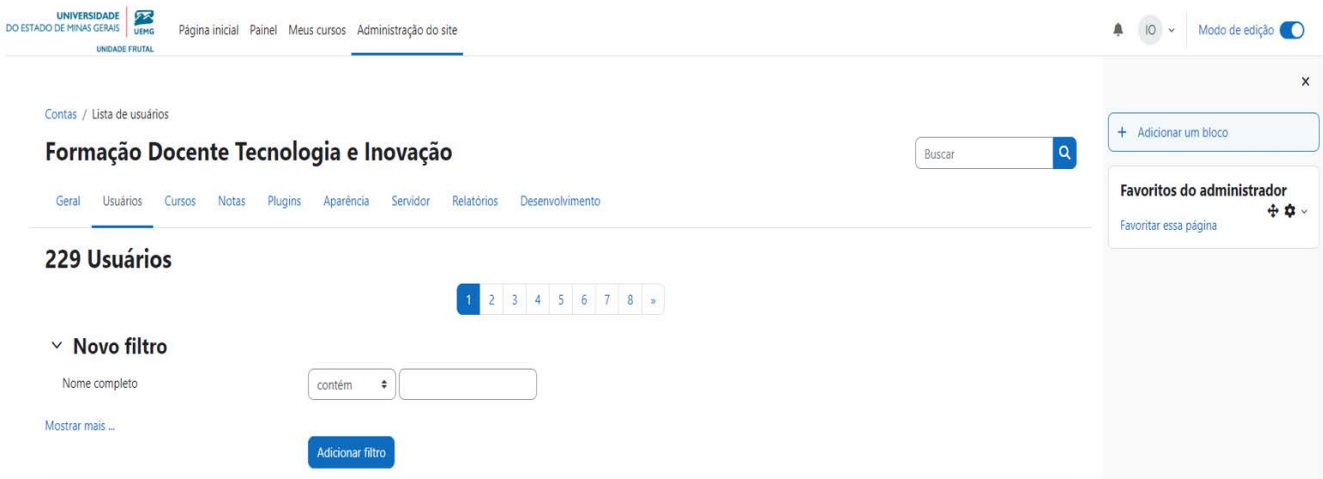 UNIVERSIDADE
DO ESTADO DE MINAS GERAIS
UEMG
UNIDADE FRUTAL
Página inicial Painel Meus cursos Administração do site
IO
Modo de edição
x
Contas / Lista de usuários
Formação Docente Tecnologia e Inovação
Buscar
+ Adicionar um bloco
Favoritos do administrador
Favoritar essa página
Geral Usuários Cursos Notas Plugins Aparência Servidor Relatórios Desenvolvimento
229 Usuários
1 2 3 4 5 6 7 8 »
Novo filtro
Nome completo contém
Mostrar mais ...
Adicionar filtro